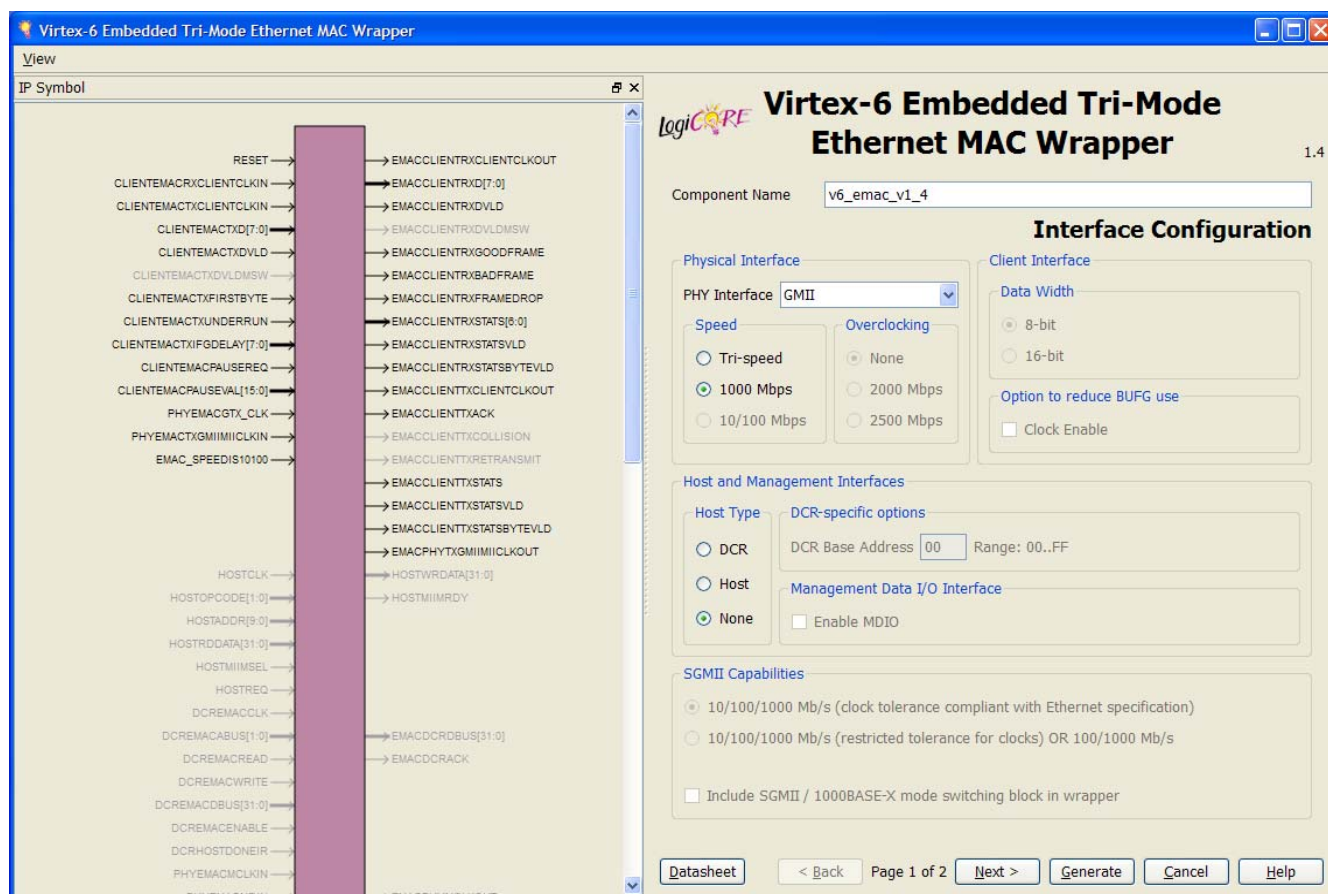 Virtex-6 Embedded Tri-Mode Ethernet MAC Wrapper
View
IP Symbol
RESET
CLIENTEMACRXCLIENTCLKIN
CLIENTEMACTXCLIENTCLKIN
CLIENTEMACTXD[7:0]
CLIENTEMACTXDVLD
CLIENTEMACTXDVLDMSW
CLIENTEMACTXFIRSTBYTE
CLIENTEMACTXUNDERRUN
CLIENTEMACTXIFGDELAY[7:0]
CLIENTEMACPAUSEREQ
CLIENTEMACPAUSEVAL[15:0]
PHYEMACGTX_CLK
PHYEMACTXGMIIMIICLKIN
EMAC_SPEEDIS10100
HOSTCLK
HOSTOPCODE[1:0]
HOSTADDR[9:0]
HOSTRDDATA[31:0]
HOSTMIIMSEL
HOSTREQ
DCREMACCLK
DCREMACABUS[1:0]
DCREMACREAD
DCREMACWRITE
DCREMACDBUS[31:0]
DCREMACENABLE
DCRHOSTDONEIR
PHYEMACMCLKIN
EMACCLIENTRXCLIENTCLKOUT
EMACCLIENTRXD[7:0]
EMACCLIENTRXDVLD
EMACCLIENTRXDVLDMSW
EMACCLIENTRXGOODFRAME
EMACCLIENTRXBADFRAME
EMACCLIENTRXFRAMEDROP
EMACCLIENTRXSTATS[6:0]
EMACCLIENTRXSTATSVLD
EMACCLIENTRXSTATSBYTEVLD
EMACCLIENTTXCLIENTCLKOUT
EMACCLIENTTXACK
EMACCLIENTTXCOLLISION
EMACCLIENTTXRETRANSMIT
EMACCLIENTTXSTATS
EMACCLIENTTXSTATSVLD
EMACCLIENTTXSTATSBYTEVLD
EMACPHYTXGMIIMIICLKOUT
HOSTWRDATA[31:0]
HOSTMIIMRDY
EMACDCRDBUS[31:0]
EMACDCRACK
LogiCORE
Virtex-6 Embedded Tri-Mode
Ethernet MAC Wrapper
1.4
Component Name v6_emac_v1_4
Interface Configuration
Physical Interface
PHY Interface GMII
Speed
Tri-speed
1000 Mbps
10/100 Mbps
Overclocking
None
2000 Mbps
2500 Mbps
Client Interface
Data Width
8-bit
16-bit
Option to reduce BUFG use
Clock Enable
Host and Management Interfaces
Host Type
DCR
Host
None
DCR-specific options
DCR Base Address 00 Range: 00..FF
Management Data I/O Interface
Enable MDIO
SGMII Capabilities
10/100/1000 Mb/s (clock tolerance compliant with Ethernet specification)
10/100/1000 Mb/s (restricted tolerance for clocks) OR 100/1000 Mb/s
Include SGMII / 1000BASE-X mode switching block in wrapper
Datasheet < Back Page 1 of 2 Next > Generate Cancel Help